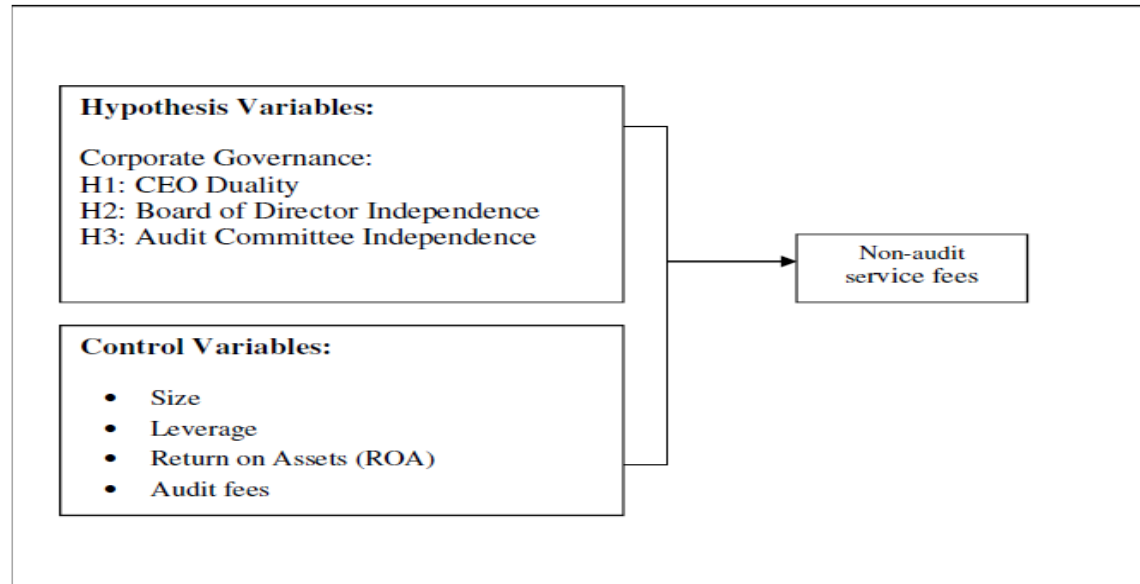 Hypothesis Variables:
Corporate Governance:
H1: CEO Duality
H2: Board of Director Independence
H3: Audit Committee Independence
Non-audit
service fees
Control Variables:
• Size
• Leverage
• Return on Assets (ROA)
• Audit fees